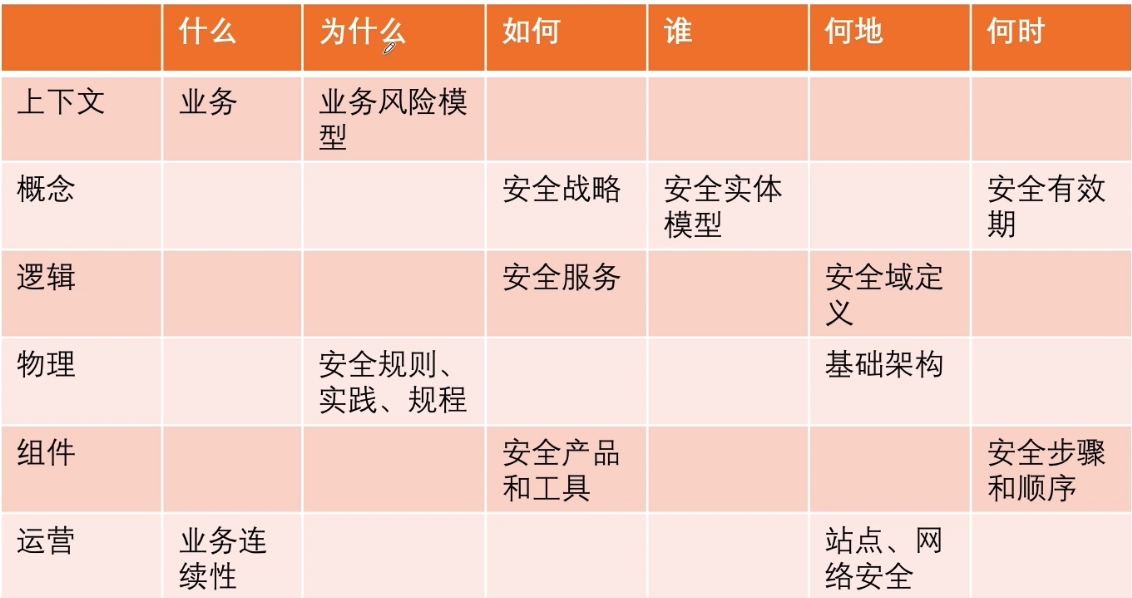 什么 为什么 如何 谁 何地 何时
上下文 业务 业务风险模
型
概念 安全战略 安全实体 安全有效
模型 期
逻辑 安全服务 安全域定
义
物理 安全规则、 基础架构
实践、规程
组件 安全产品 安全步骤
和工具 和顺序
运营 业务连 站点、网
续性 络安全